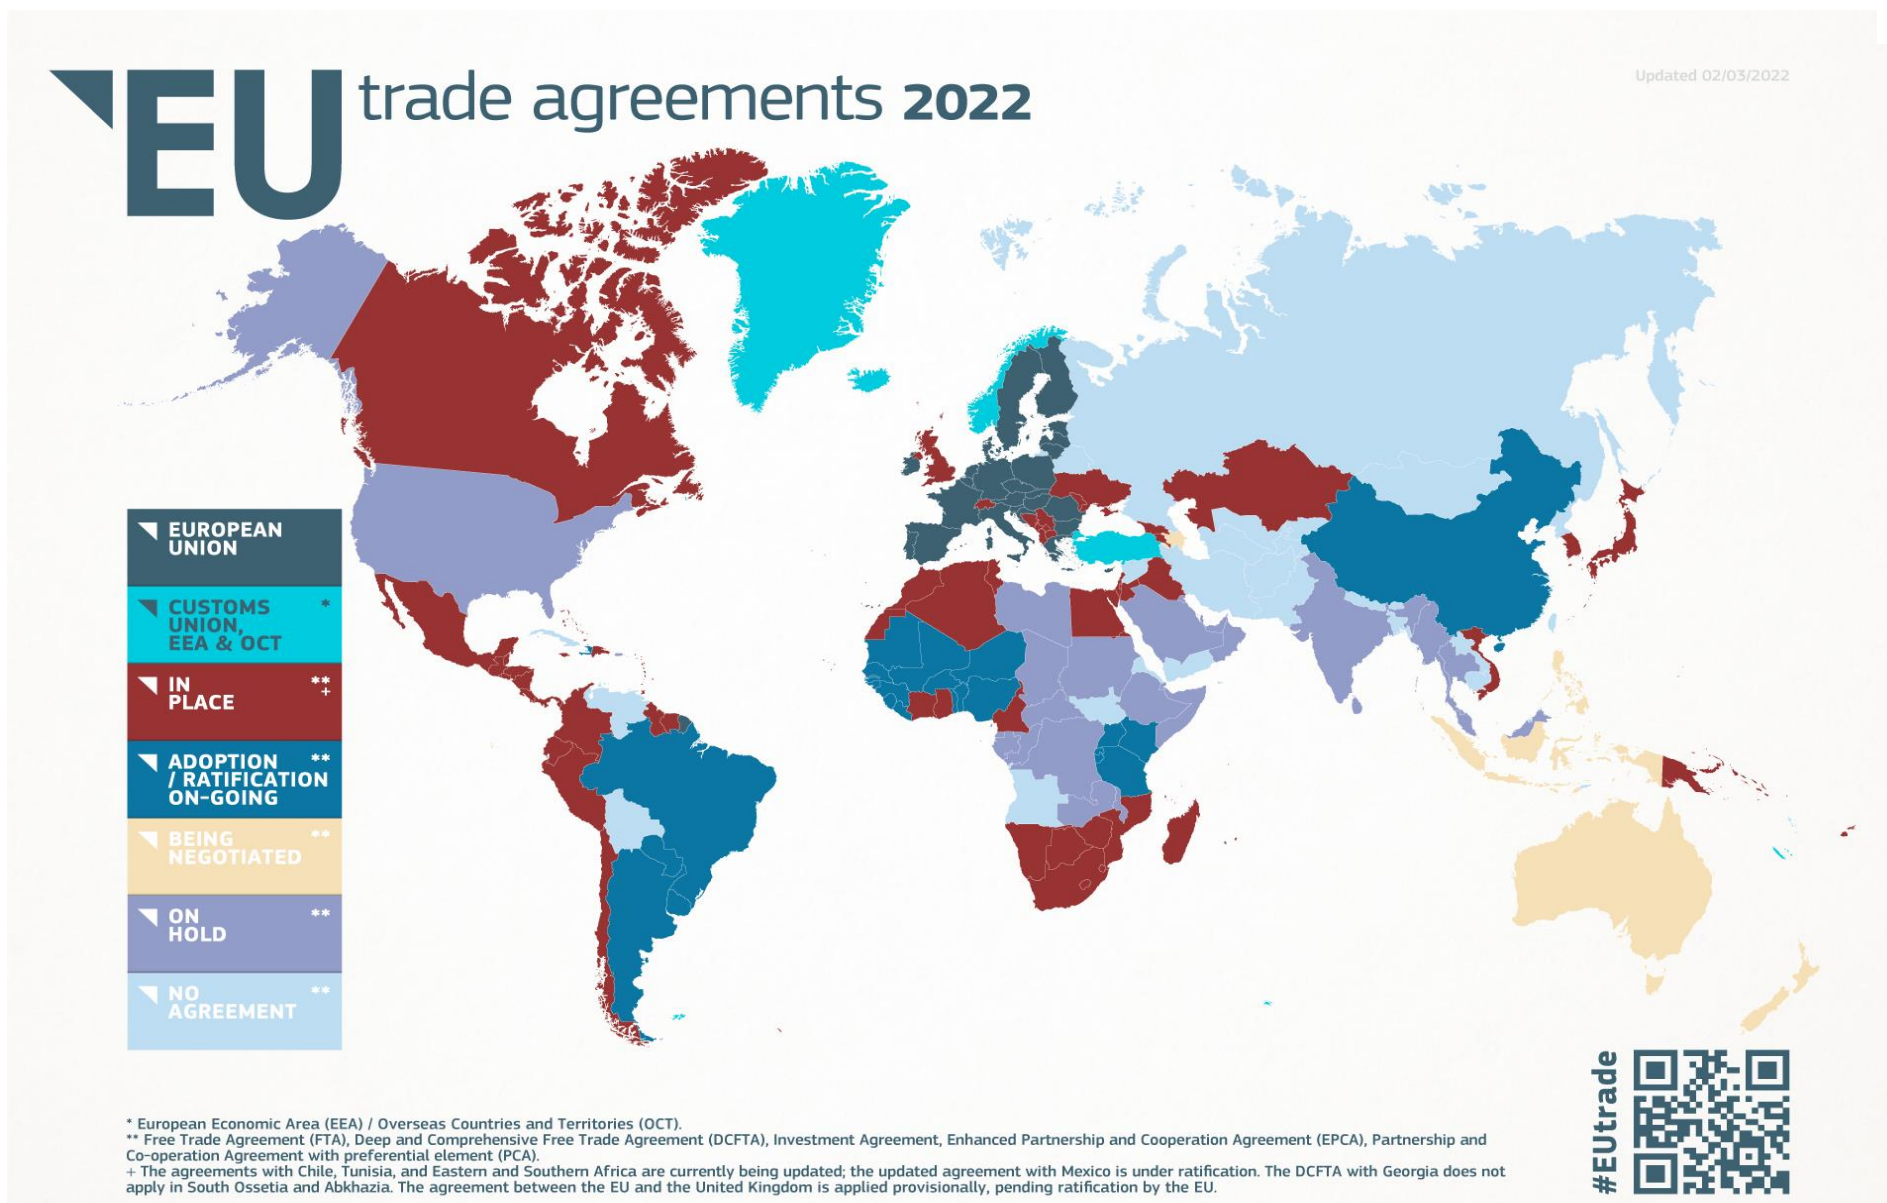 EU trade agreements 2022
Updated 02/03/2022
EUROPEAN
UNION
CUSTOMS *
UNION,
EEA & OCT
IN **
PLACE +
ADOPTION **
/ RATIFICATION
ON-GOING
BEING **
NEGOTIATED
ON **
HOLD
NO **
AGREEMENT
#EUtrade
* European Economic Area (EEA) / Overseas Countries and Territories (OCT).
** Free Trade Agreement (FTA), Deep and Comprehensive Free Trade Agreement (DCFTA), Investment Agreement, Enhanced Partnership and Cooperation Agreement (EPCA), Partnership and
Co-operation Agreement with preferential element (PCA).
+ The agreements with Chile, Tunisia, and Eastern and Southern Africa are currently being updated; the updated agreement with Mexico is under ratification. The DCFTA with Georgia does not
apply in South Ossetia and Abkhazia. The agreement between the EU and the United Kingdom is applied provisionally, pending ratification by the EU.